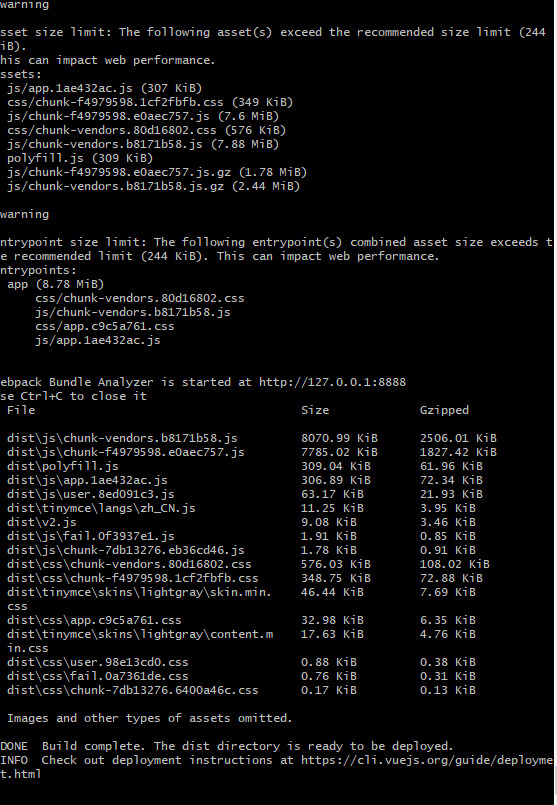 warning
sset size limit: The following asset(s) exceed the recommended size limit (244
iB).
his can impact web performance.
ssets:
js/app.1ae432ac.js (307 KiB)
css/chunk-f4979598.1cf2fbfb.css (349 KiB)
js/chunk-f4979598.e0aec757.js (7.6 MiB)
css/chunk-vendors.80d16802.css (576 KiB)
js/chunk-vendors.b8171b58.js (7.88 MiB)
polyfill.js (309 KiB)
js/chunk-f4979598.e0aec757.js.gz (1.78 MiB)
js/chunk-vendors.b8171b58.js.gz (2.44 MiB)
warning
ntrypoint size limit: The following entrypoint(s) combined asset size exceeds t
e recommended limit (244 KiB). This can impact web performance.
ntrypoints:
app (8.78 MiB)
css/chunk-vendors.80d16802.css
js/chunk-vendors.b8171b58.js
css/app.c9c5a761.css
js/app.1ae432ac.js
ebpack Bundle Analyzer is started at http://127.0.0.1:8888
se Ctrl+C to close it
File Size Gzipped
dist\js\chunk-vendors.b8171b58.js 8070.99 KiB 2506.01 KiB
dist\js\chunk-f4979598.e0aec757.js 7785.02 KiB 1827.42 KiB
dist\polyfill.js 309.04 KiB 61.96 KiB
dist\js\app.1ae432ac.js 306.89 KiB 72.34 KiB
dist\js\user.8ed091c3.js 63.17 KiB 21.93 KiB
dist\tinymce\langs\zh_CN.js 11.25 KiB 3.95 KiB
dist\v2.js 9.08 KiB 3.46 KiB
dist\js\fail.0f3937e1.js 1.91 KiB 0.85 KiB
dist\js\chunk-7db13276.eb36cd46.js 1.78 KiB 0.91 KiB
dist\css\chunk-vendors.80d16802.css 576.03 KiB 108.02 KiB
dist\css\chunk-f4979598.1cf2fbfb.css 348.75 KiB 72.88 KiB
dist\tinymce\skins\lightgray\skin.min. 46.44 KiB 7.69 KiB
css
dist\css\app.c9c5a761.css 32.98 KiB 6.35 KiB
dist\tinymce\skins\lightgray\content.m 17.63 KiB 4.76 KiB
in.css
dist\css\user.98e13cd0.css 0.88 KiB 0.38 KiB
dist\css\fail.0a7361de.css 0.76 KiB 0.31 KiB
dist\css\chunk-7db13276.6400a46c.css 0.17 KiB 0.13 KiB
Images and other types of assets omitted.
DONE Build complete. The dist directory is ready to be deployed.
INFO Check out deployment instructions at https://cli.vuejs.org/guide/deployme
t.html